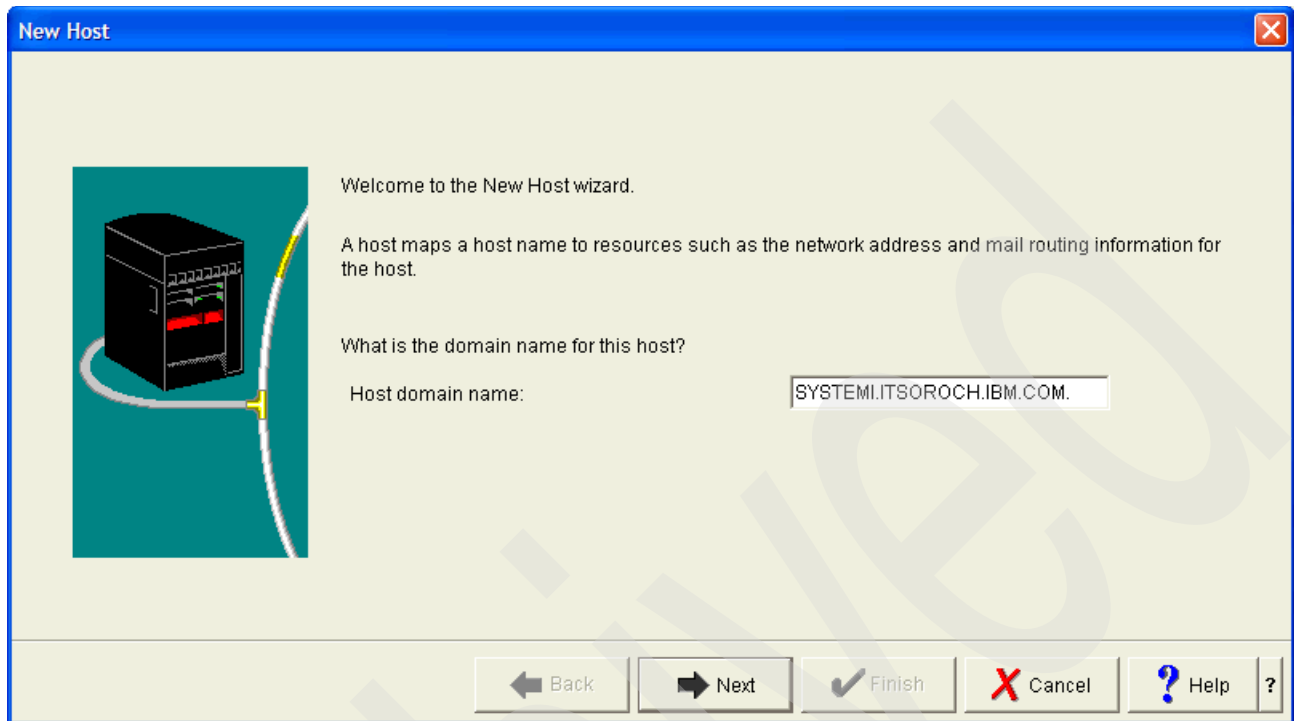 New Host
Welcome to the New Host wizard.
A host maps a host name to resources such as the network address and mail routing information for
the host.
What is the domain name for this host?
Host domain name: SYSTEMI.ITSOROCH.IBM.COM.
Back Next Finish Cancel Help ?